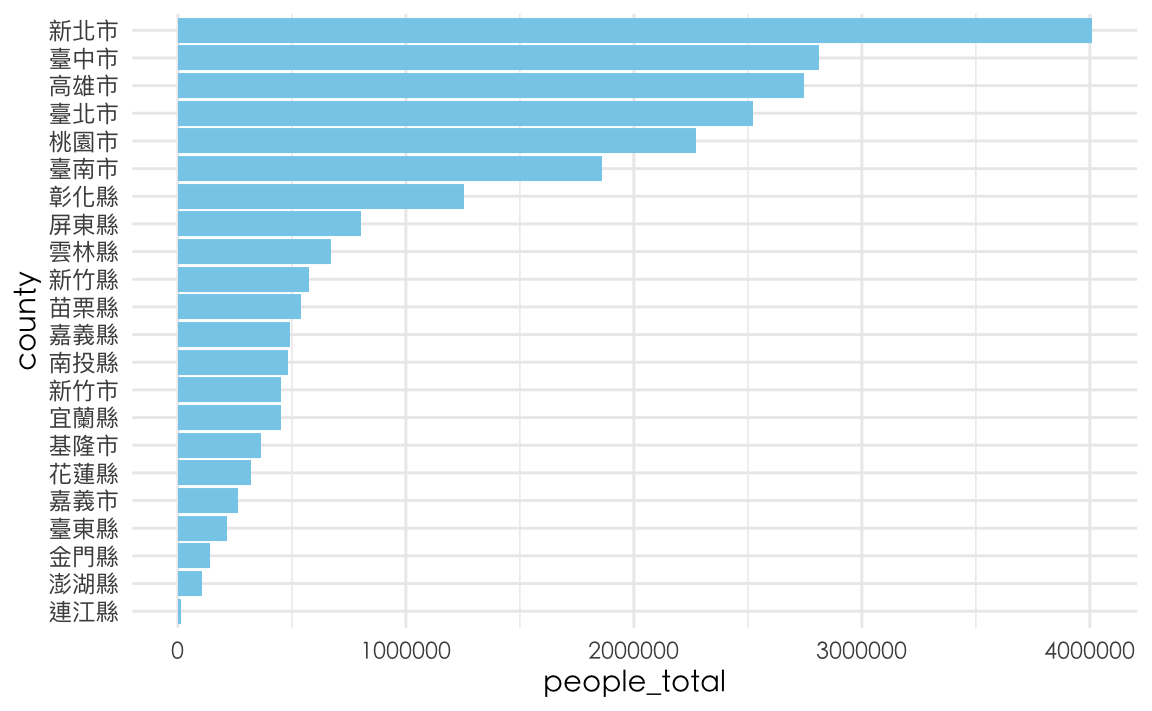 新北市
臺中市
高雄市
臺北市
桃園市
臺南市
彰化縣
屏東縣
雲林縣
新竹縣
苗栗縣
嘉義縣
南投縣
新竹市
宜蘭縣
基隆市
花蓮縣
嘉義市
臺東縣
金門縣
澎湖縣
連江縣
county
0 1000000 2000000 3000000 4000000
people_total